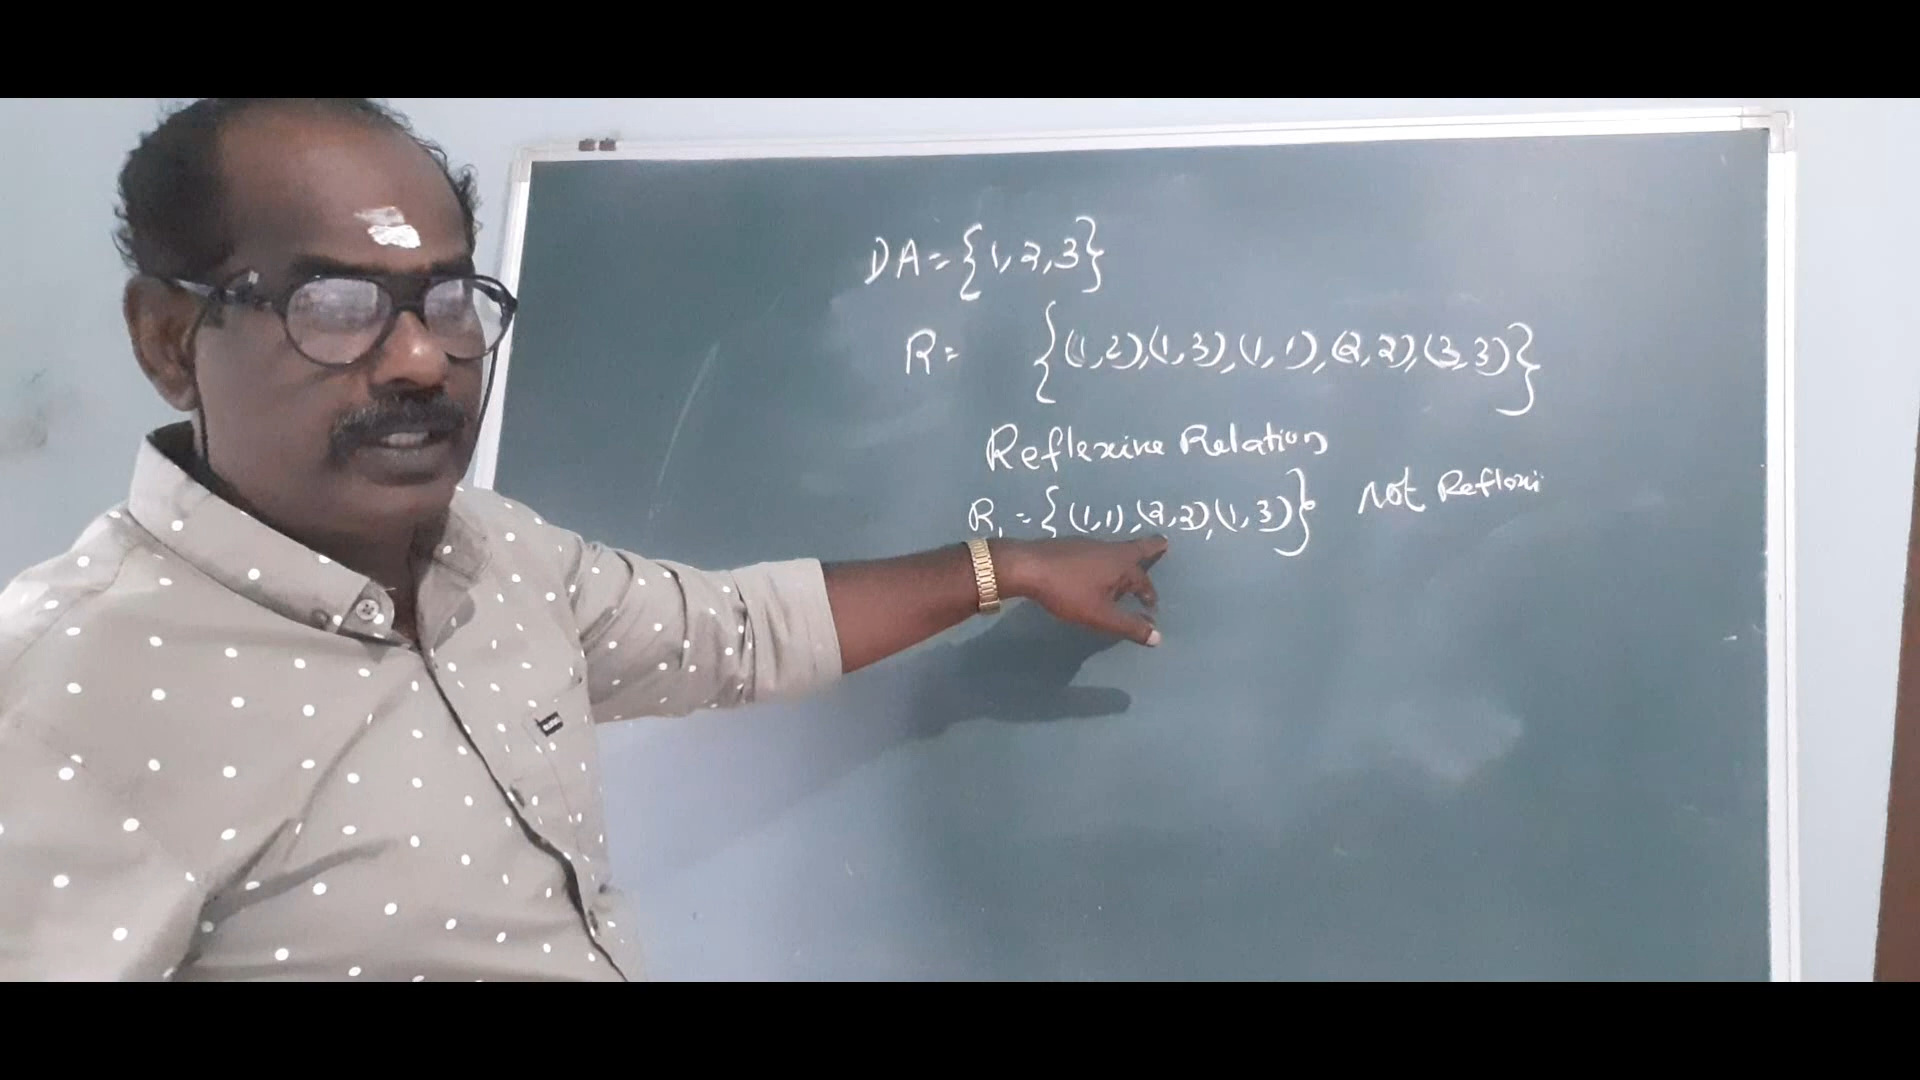 1) A = {1, 2, 3}
R = {(1, 2), (1, 3), (1, 1), (2, 2), (3, 3)}
Reflexive Relation
R₁ = {(1, 1), (2, 2), (1, 3)} Not Reflexi